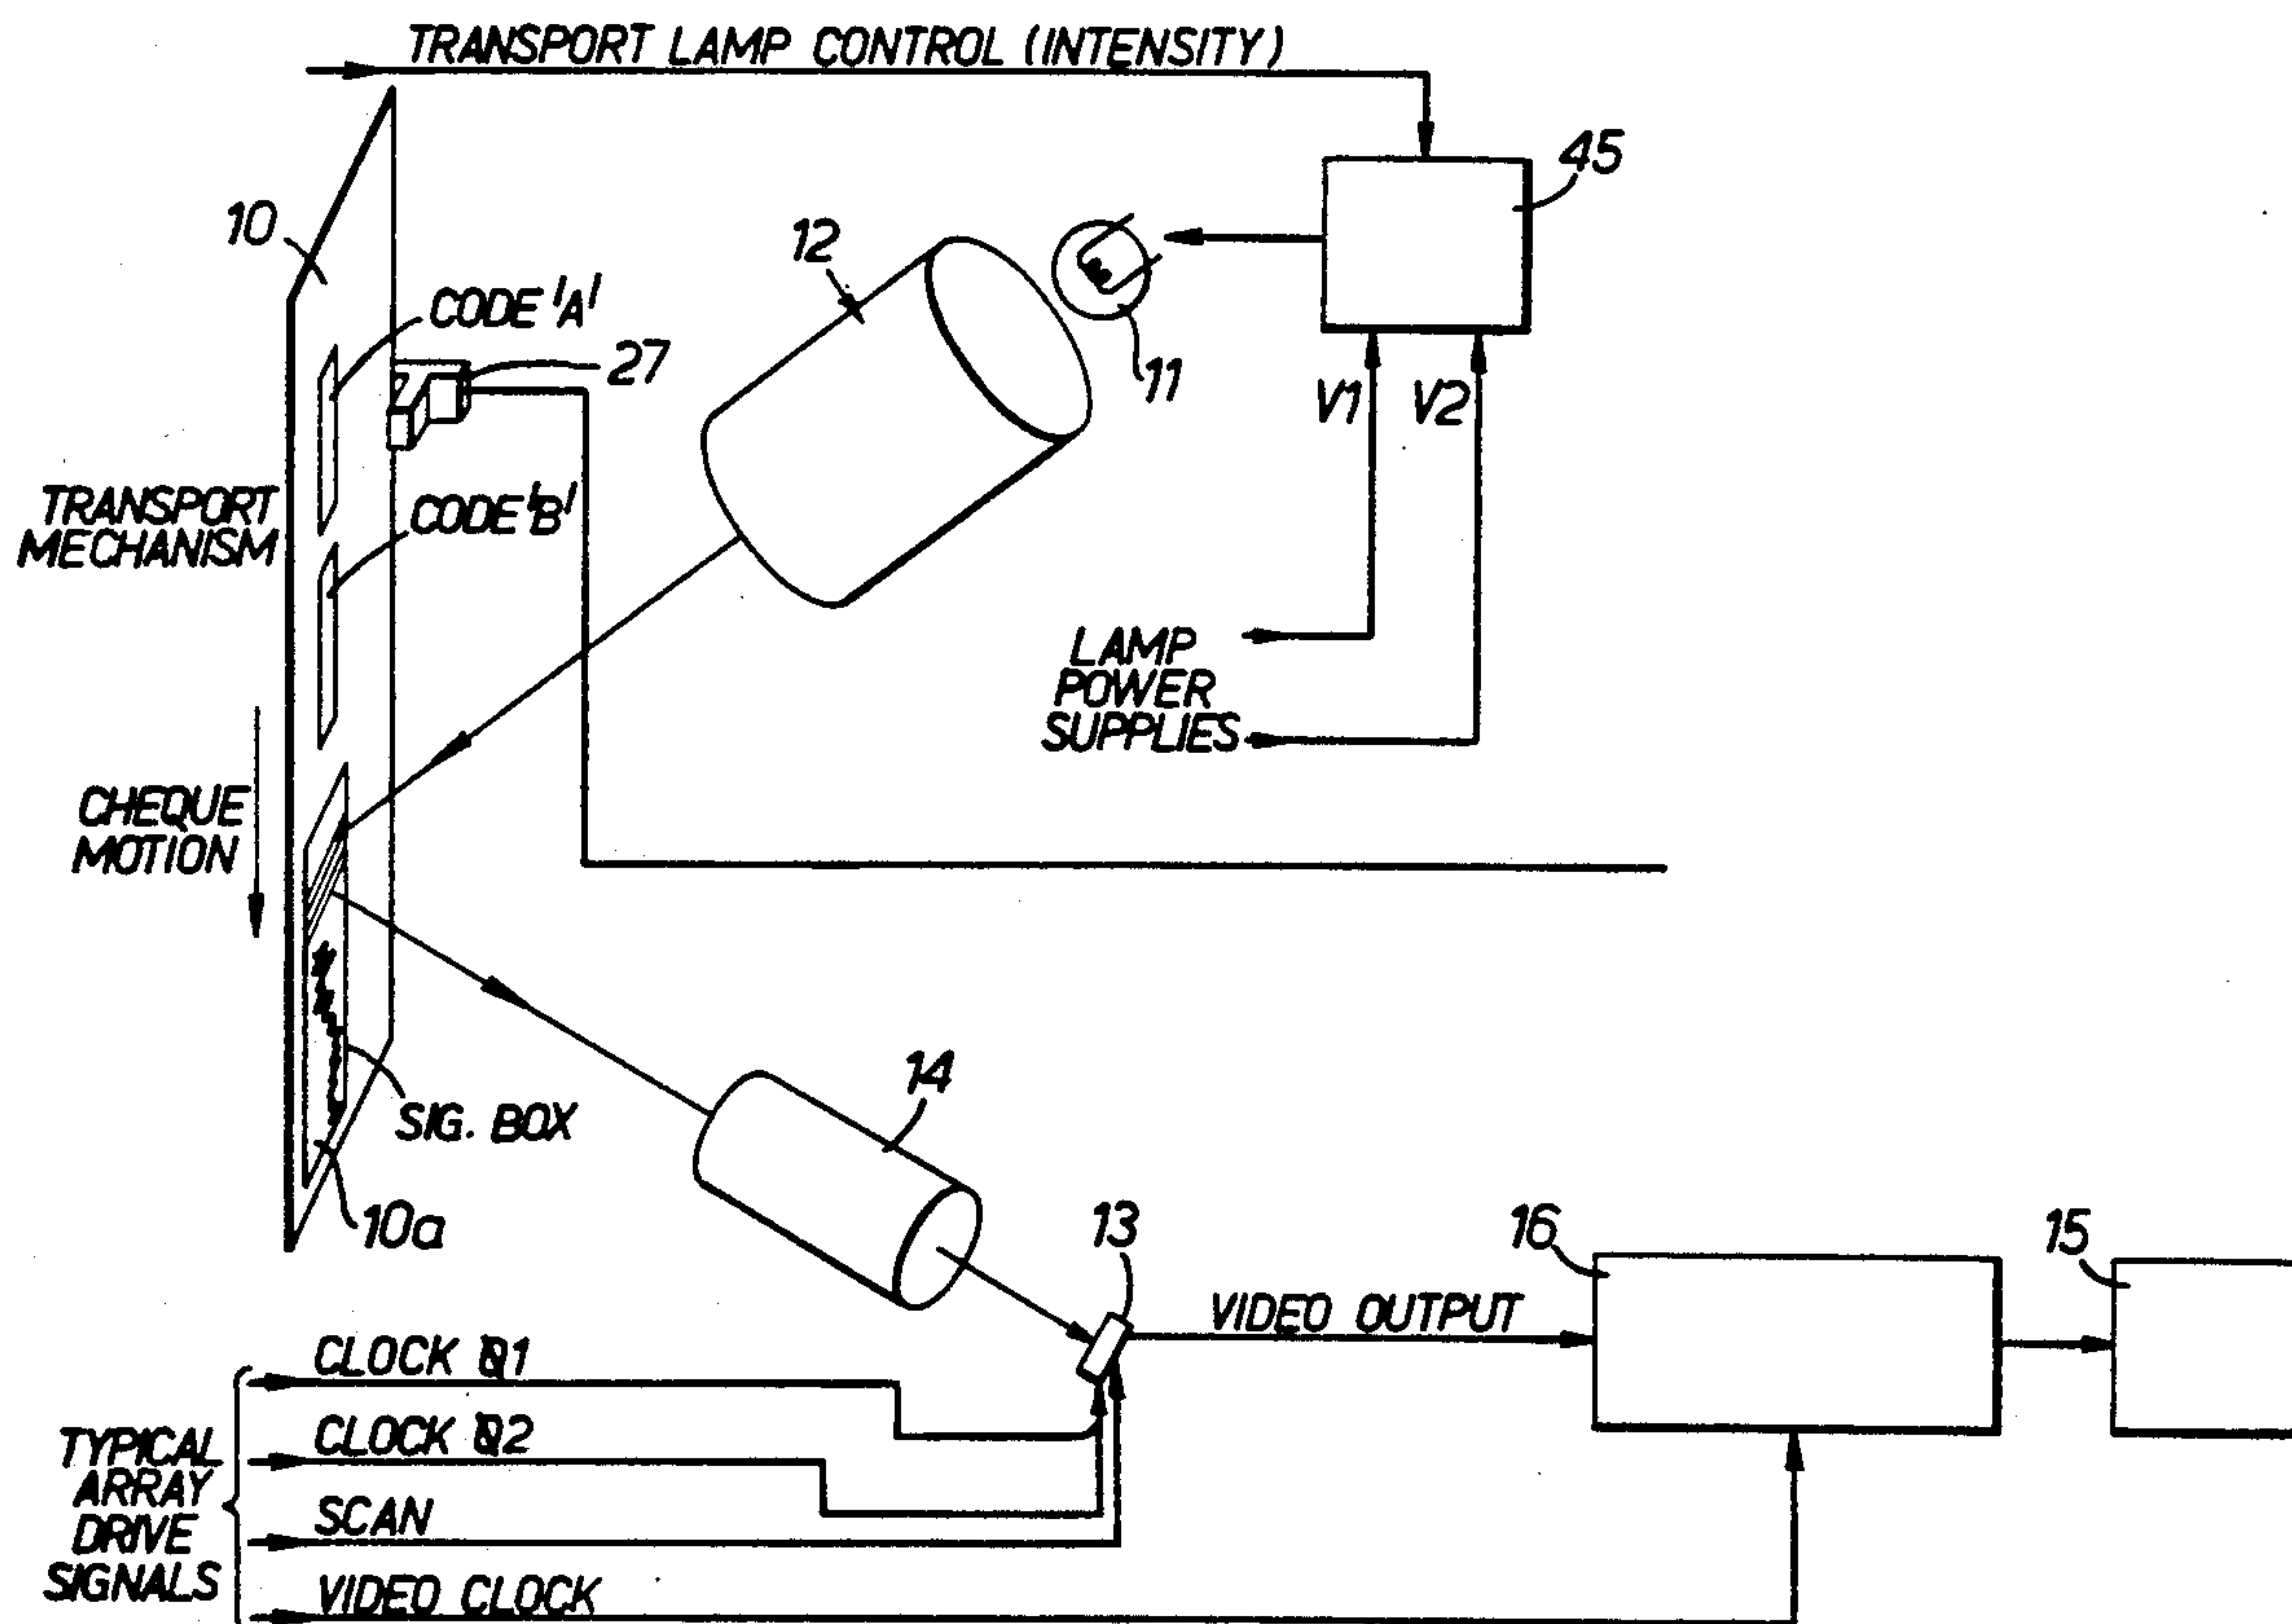 TRANSPORT LAMP CONTROL (INTENSITY)
45
10
12
CODE 'A'
27
11
V1
V2
TRANSPORT
MECHANISM
CODE 'B'
LAMP
POWER
SUPPLIES
CHEQUE
MOTION
14
SIG. BOX
10a
13
16
15
VIDEO OUTPUT
CLOCK Ø1
CLOCK Ø2
TYPICAL
ARRAY
DRIVE
SIGNALS
SCAN
VIDEO CLOCK